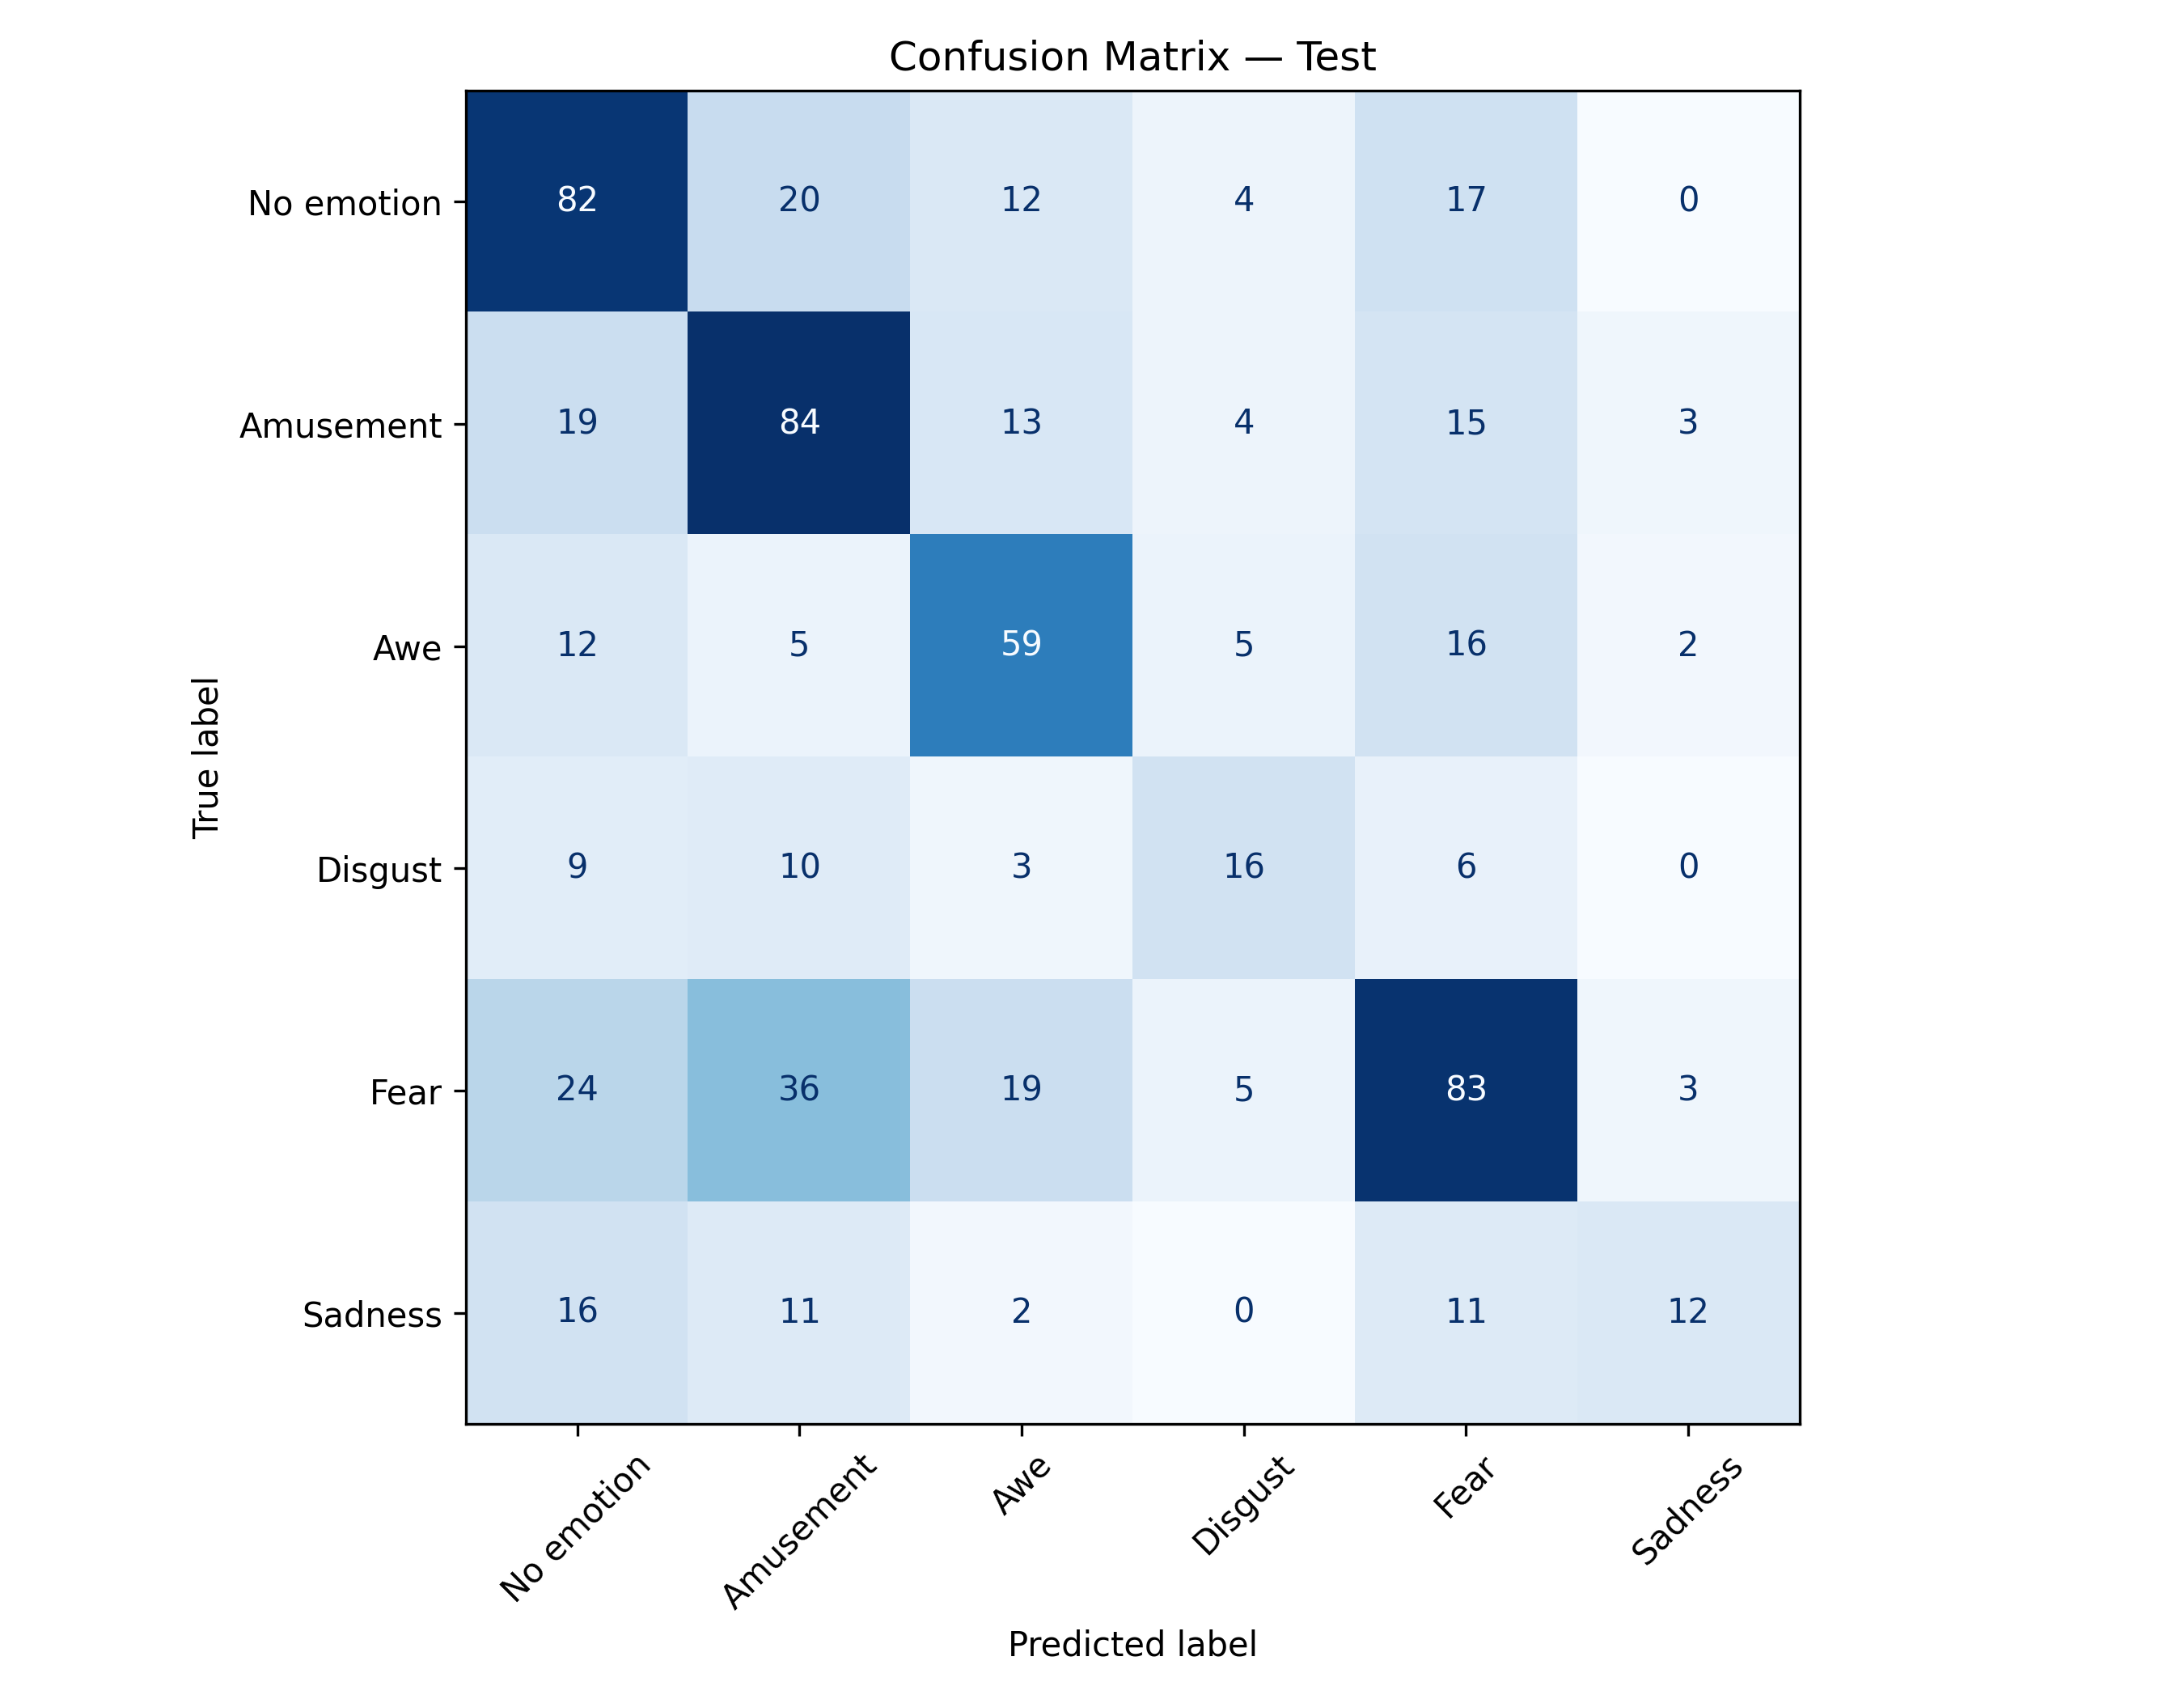 Confusion Matrix — Test
No emotion 82 20 12 4 17 0
Amusement 19 84 13 4 15 3
Awe 12 5 59 5 16 2
Disgust 9 10 3 16 6 0
Fear 24 36 19 5 83 3
Sadness 16 11 2 0 11 12
True label
No emotion Amusement Awe Disgust Fear Sadness
Predicted label